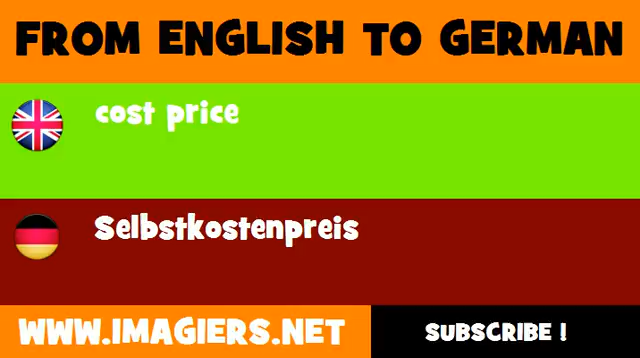 FROM ENGLISH TO GERMAN
cost price
Selbstkostenpreis
WWW.IMAGIERS.NET
SUBSCRIBE !